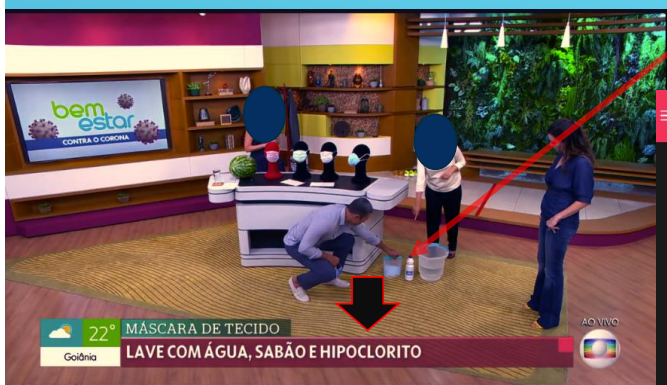 bem
estar
CONTRA O CORONA
22°
MÁSCARA DE TECIDO
AO VIVO
Goiânia
LAVE COM ÁGUA, SABÃO E HIPOCLORITO